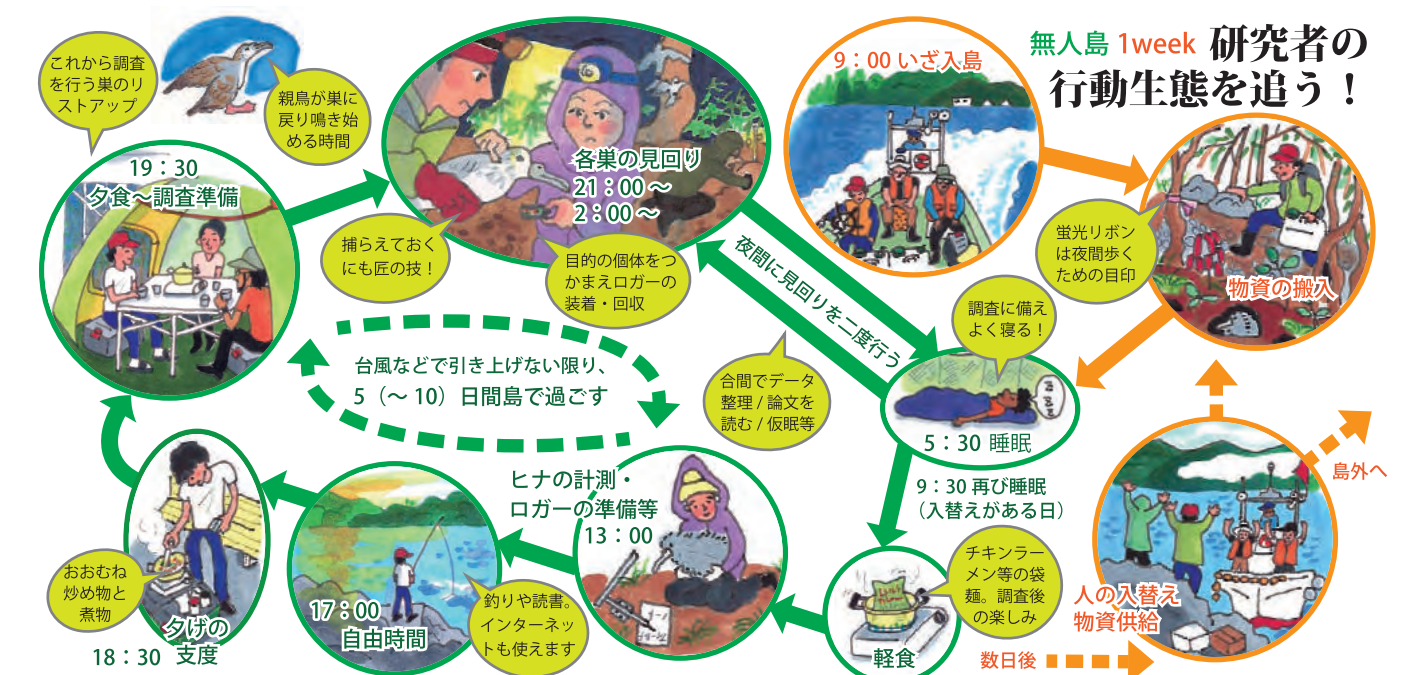 無人島 1week 研究者の
行動生態を追う！
9：00 いざ入島
物資の搬入
蛍光リボン
は夜間歩く
ための目印
調査に備え
よく寝る！
5：30 睡眠
夜間に見回りを二度行う
各巣の見回り
21：00～
2：00～
目的の個体をつ
かまえロガーの
装着・回収
捕らえておく
にも匠の技！
合間でデータ
整理/論文を
読む/仮眠等
9：30 再び睡眠
（入替えがある日）
軽食
チキンラー
メン等の袋
麺。調査後
の楽しみ
ヒナの計測・
ロガーの準備等
13：00
17：00
自由時間
釣りや読書。
インターネッ
トも使えます
夕げの
支度
18：30
おおむね
炒め物と
煮物
19：30
夕食～調査準備
これから調査
を行う巣のリ
ストアップ
親鳥が巣に
戻り鳴き始
める時間
台風などで引き上げない限り、
5（～10）日間島で過ごす
人の入替え
物資供給
数日後
島外へ